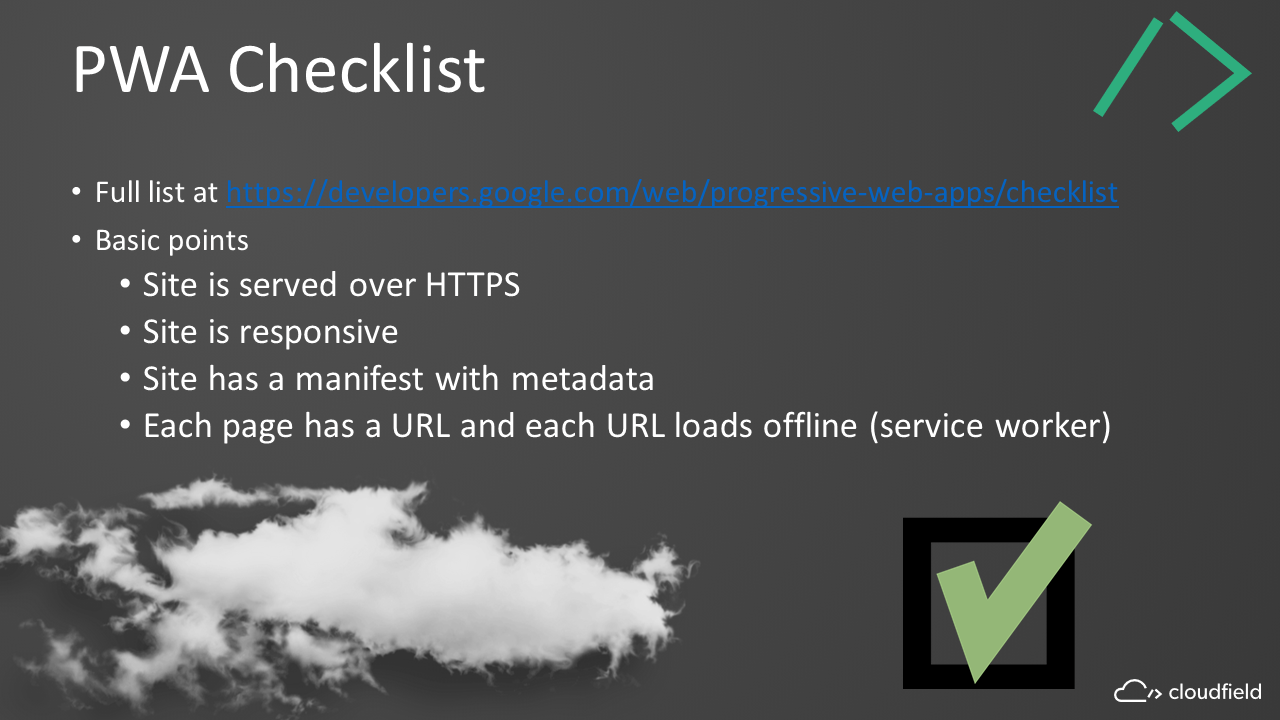 PWA Checklist
• Full list at https://developers.google.com/web/progressive-web-apps/checklist
• Basic points
• Site is served over HTTPS
• Site is responsive
• Site has a manifest with metadata
• Each page has a URL and each URL loads offline (service worker)
cloudfield